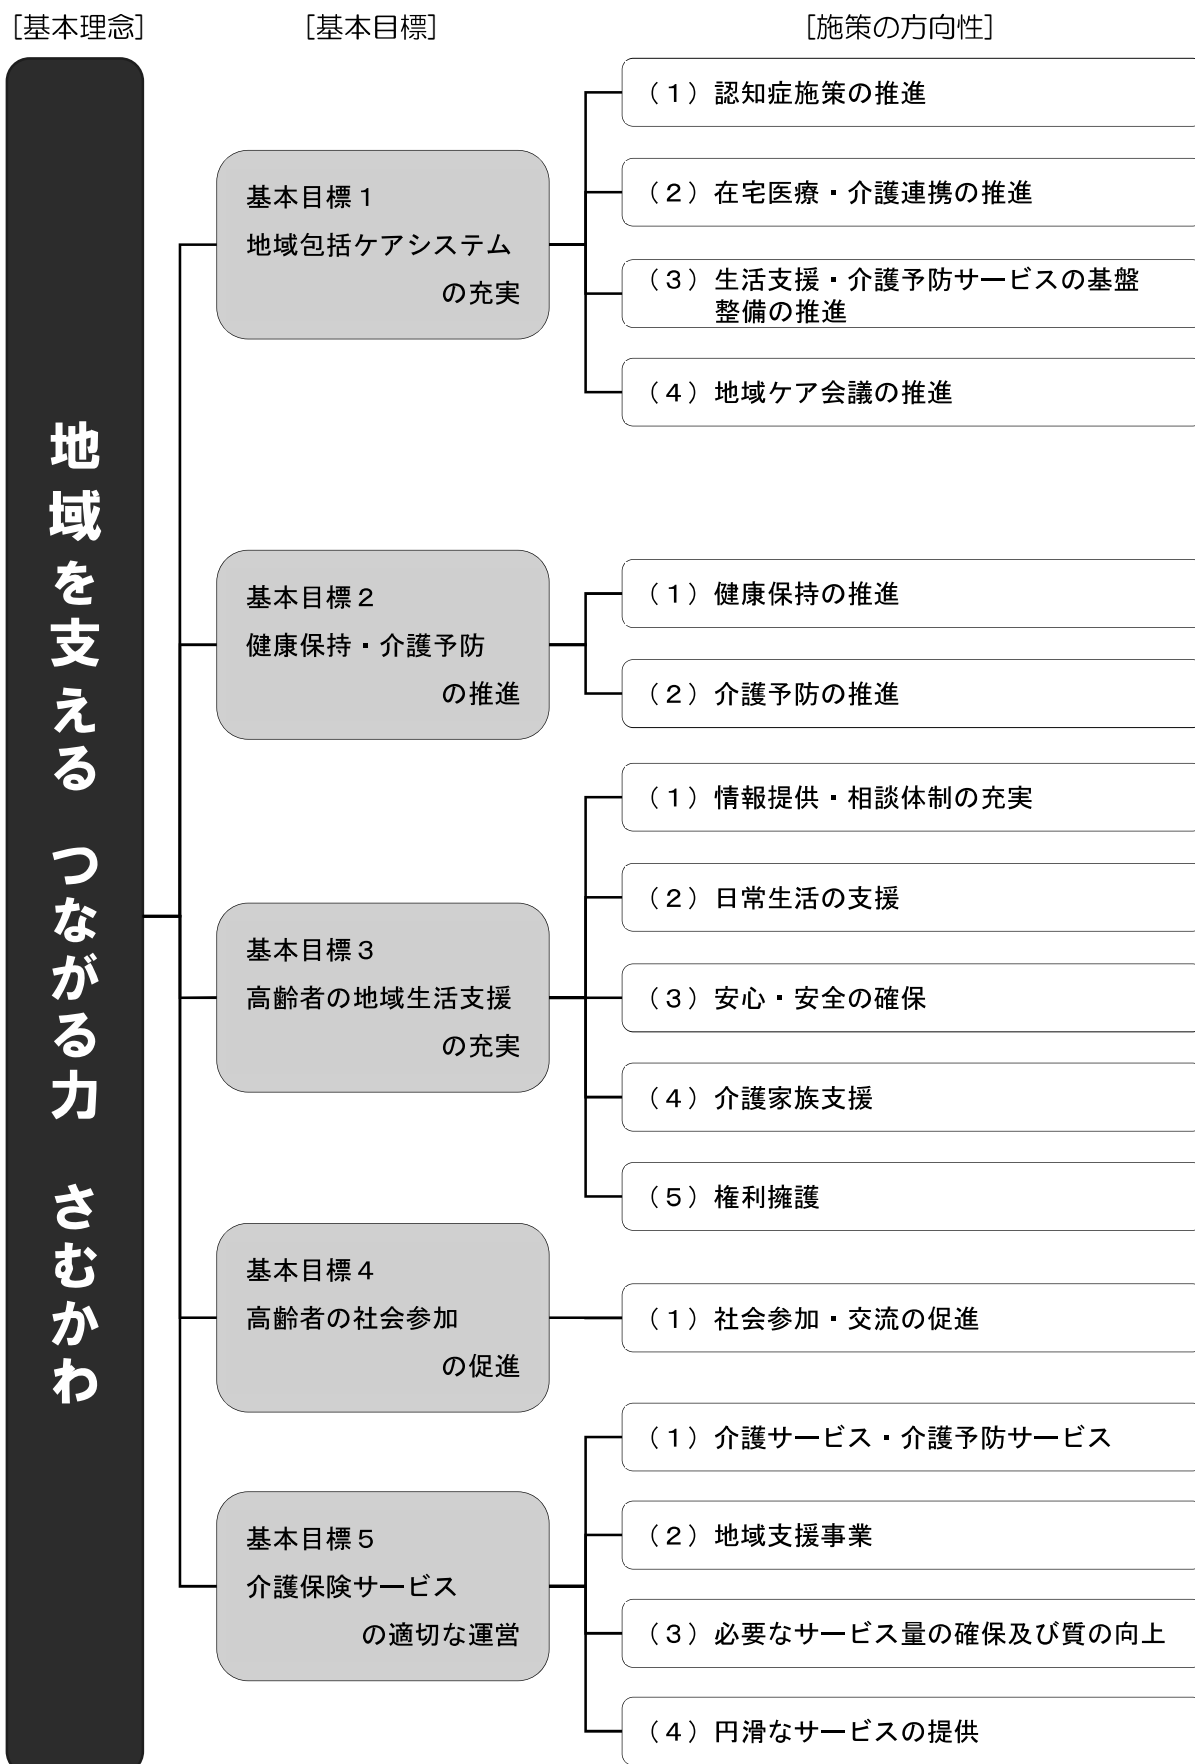 [基本理念]
[基本目標]
[施策の方向性]
地域を支える　つながる力　さむかわ
基本目標１
地域包括ケアシステム
の充実
（１）認知症施策の推進
（２）在宅医療・介護連携の推進
（３）生活支援・介護予防サービスの基盤
整備の推進
（４）地域ケア会議の推進
基本目標２
健康保持・介護予防
の推進
（１）健康保持の推進
（２）介護予防の推進
基本目標３
高齢者の地域生活支援
の充実
（１）情報提供・相談体制の充実
（２）日常生活の支援
（３）安心・安全の確保
（４）介護家族支援
（５）権利擁護
基本目標４
高齢者の社会参加
の促進
（１）社会参加・交流の促進
基本目標５
介護保険サービス
の適切な運営
（１）介護サービス・介護予防サービス
（２）地域支援事業
（３）必要なサービス量の確保及び質の向上
（４）円滑なサービスの提供